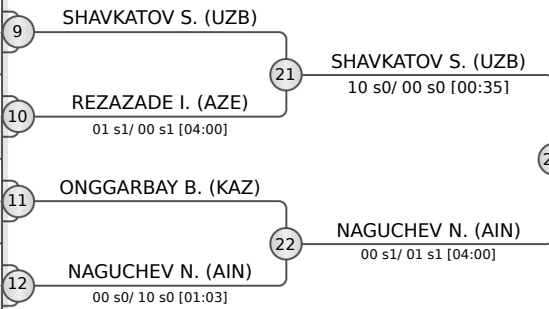 SHAVKATOV S. (UZB)
9
21
SHAVKATOV S. (UZB)
10 s0/ 00 s0 [00:35]
REZAZADE I. (AZE)
10
01 s1/ 00 s1 [04:00]
ONGGARBAY B. (KAZ)
11
22
NAGUCHEV N. (AIN)
00 s1/ 01 s1 [04:00]
NAGUCHEV N. (AIN)
12
00 s0/ 10 s0 [01:03]